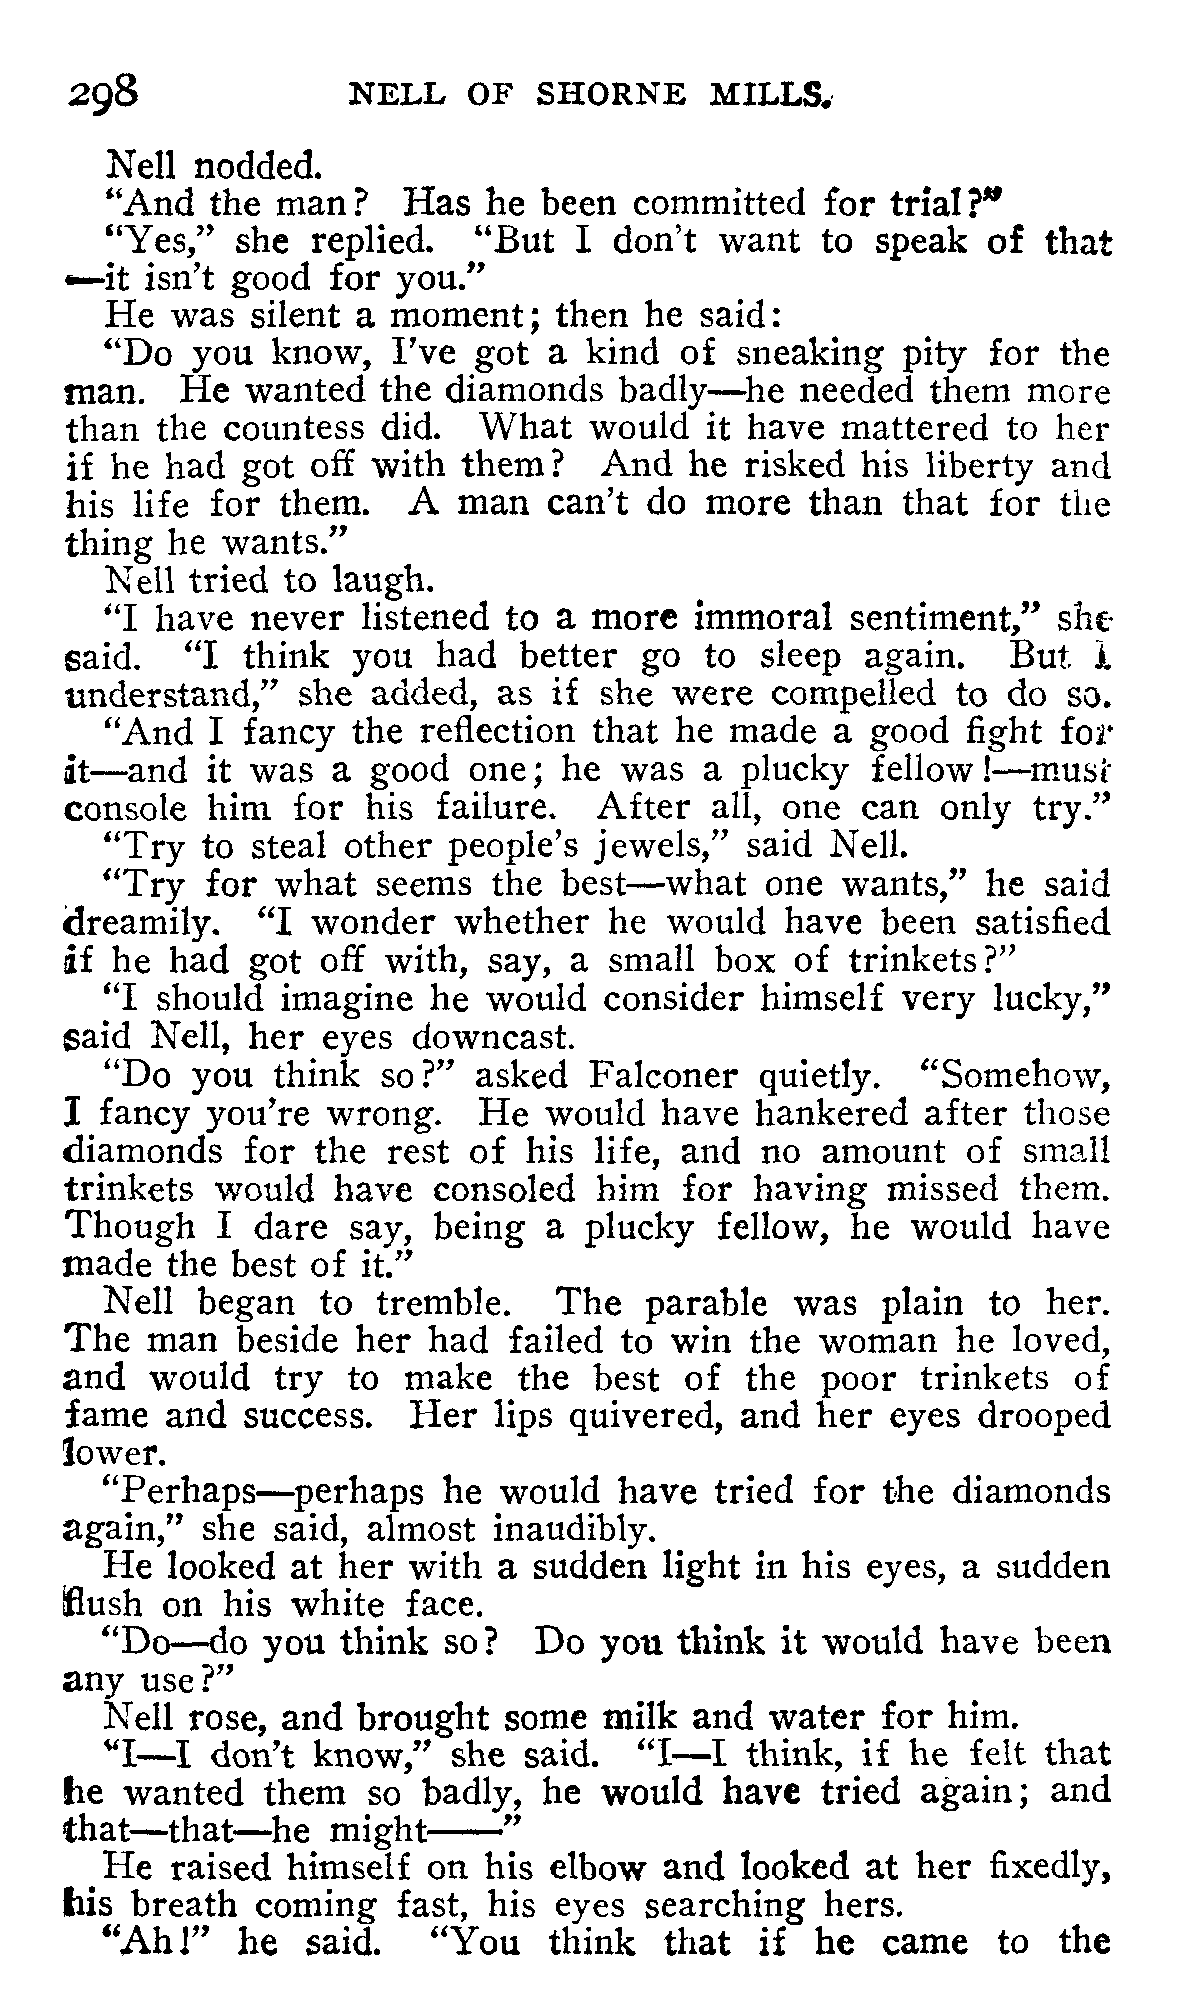 298 NELL OF SHORNE MILLS.
Nell nodded.
“And the man? Has he been committed for trial?”
“Yes,” she replied. “But I don’t want to speak of that
—it isn’t good for you.”
He was silent a moment; then he said:
“Do you know, I’ve got a kind of sneaking pity for the
man. He wanted the diamonds badly—he needed them more
than the countess did. What would it have mattered to her
if he had got off with them? And he risked his liberty and
his life for them. A man can’t do more than that for the
thing he wants.”
Nell tried to laugh.
“I have never listened to a more immoral sentiment,” she
said. “I think you had better go to sleep again. But I
understand,” she added, as if she were compelled to do so.
“And I fancy the reflection that he made a good fight for
it—and it was a good one; he was a plucky fellow!—must
console him for his failure. After all, one can only try.”
“Try to steal other people’s jewels,” said Nell.
“Try for what seems the best—what one wants,” he said
dreamily. “I wonder whether he would have been satisfied
if he had got off with, say, a small box of trinkets?”
“I should imagine he would consider himself very lucky,”
said Nell, her eyes downcast.
“Do you think so?” asked Falconer quietly. “Somehow,
I fancy you’re wrong. He would have hankered after those
diamonds for the rest of his life, and no amount of small
trinkets would have consoled him for having missed them.
Though I dare say, being a plucky fellow, he would have
made the best of it.”
Nell began to tremble. The parable was plain to her.
The man beside her had failed to win the woman he loved,
and would try to make the best of the poor trinkets of
fame and success. Her lips quivered, and her eyes drooped
lower.
“Perhaps—perhaps he would have tried for the diamonds
again,” she said, almost inaudibly.
He looked at her with a sudden light in his eyes, a sudden
flush on his white face.
“Do—do you think so? Do you think it would have been
any use?”
Nell rose, and brought some milk and water for him.
“I—I don’t know,” she said. “I—I think, if he felt that
he wanted them so badly, he would have tried again; and
that—that—he might——”
He raised himself on his elbow and looked at her fixedly,
his breath coming fast, his eyes searching hers.
“Ah!” he said. “You think that if he came to the